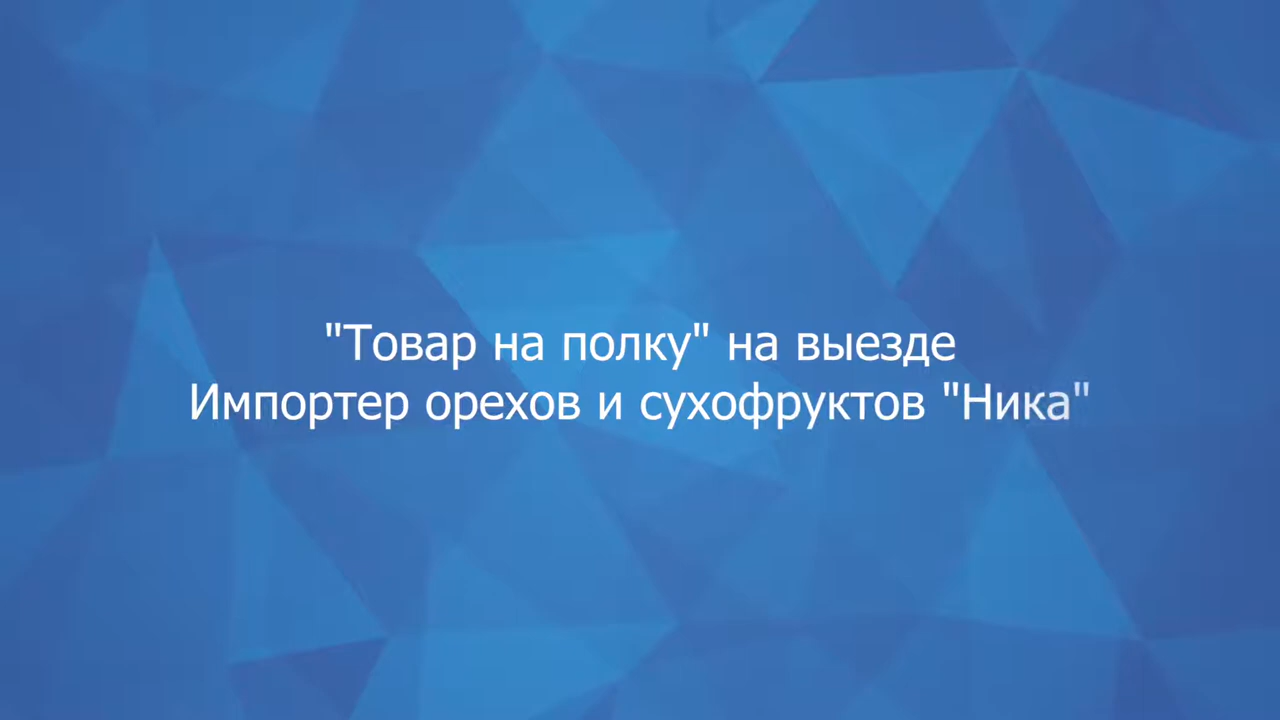 "Товар на полку" на выезде
Импортер орехов и сухофруктов "Ника"